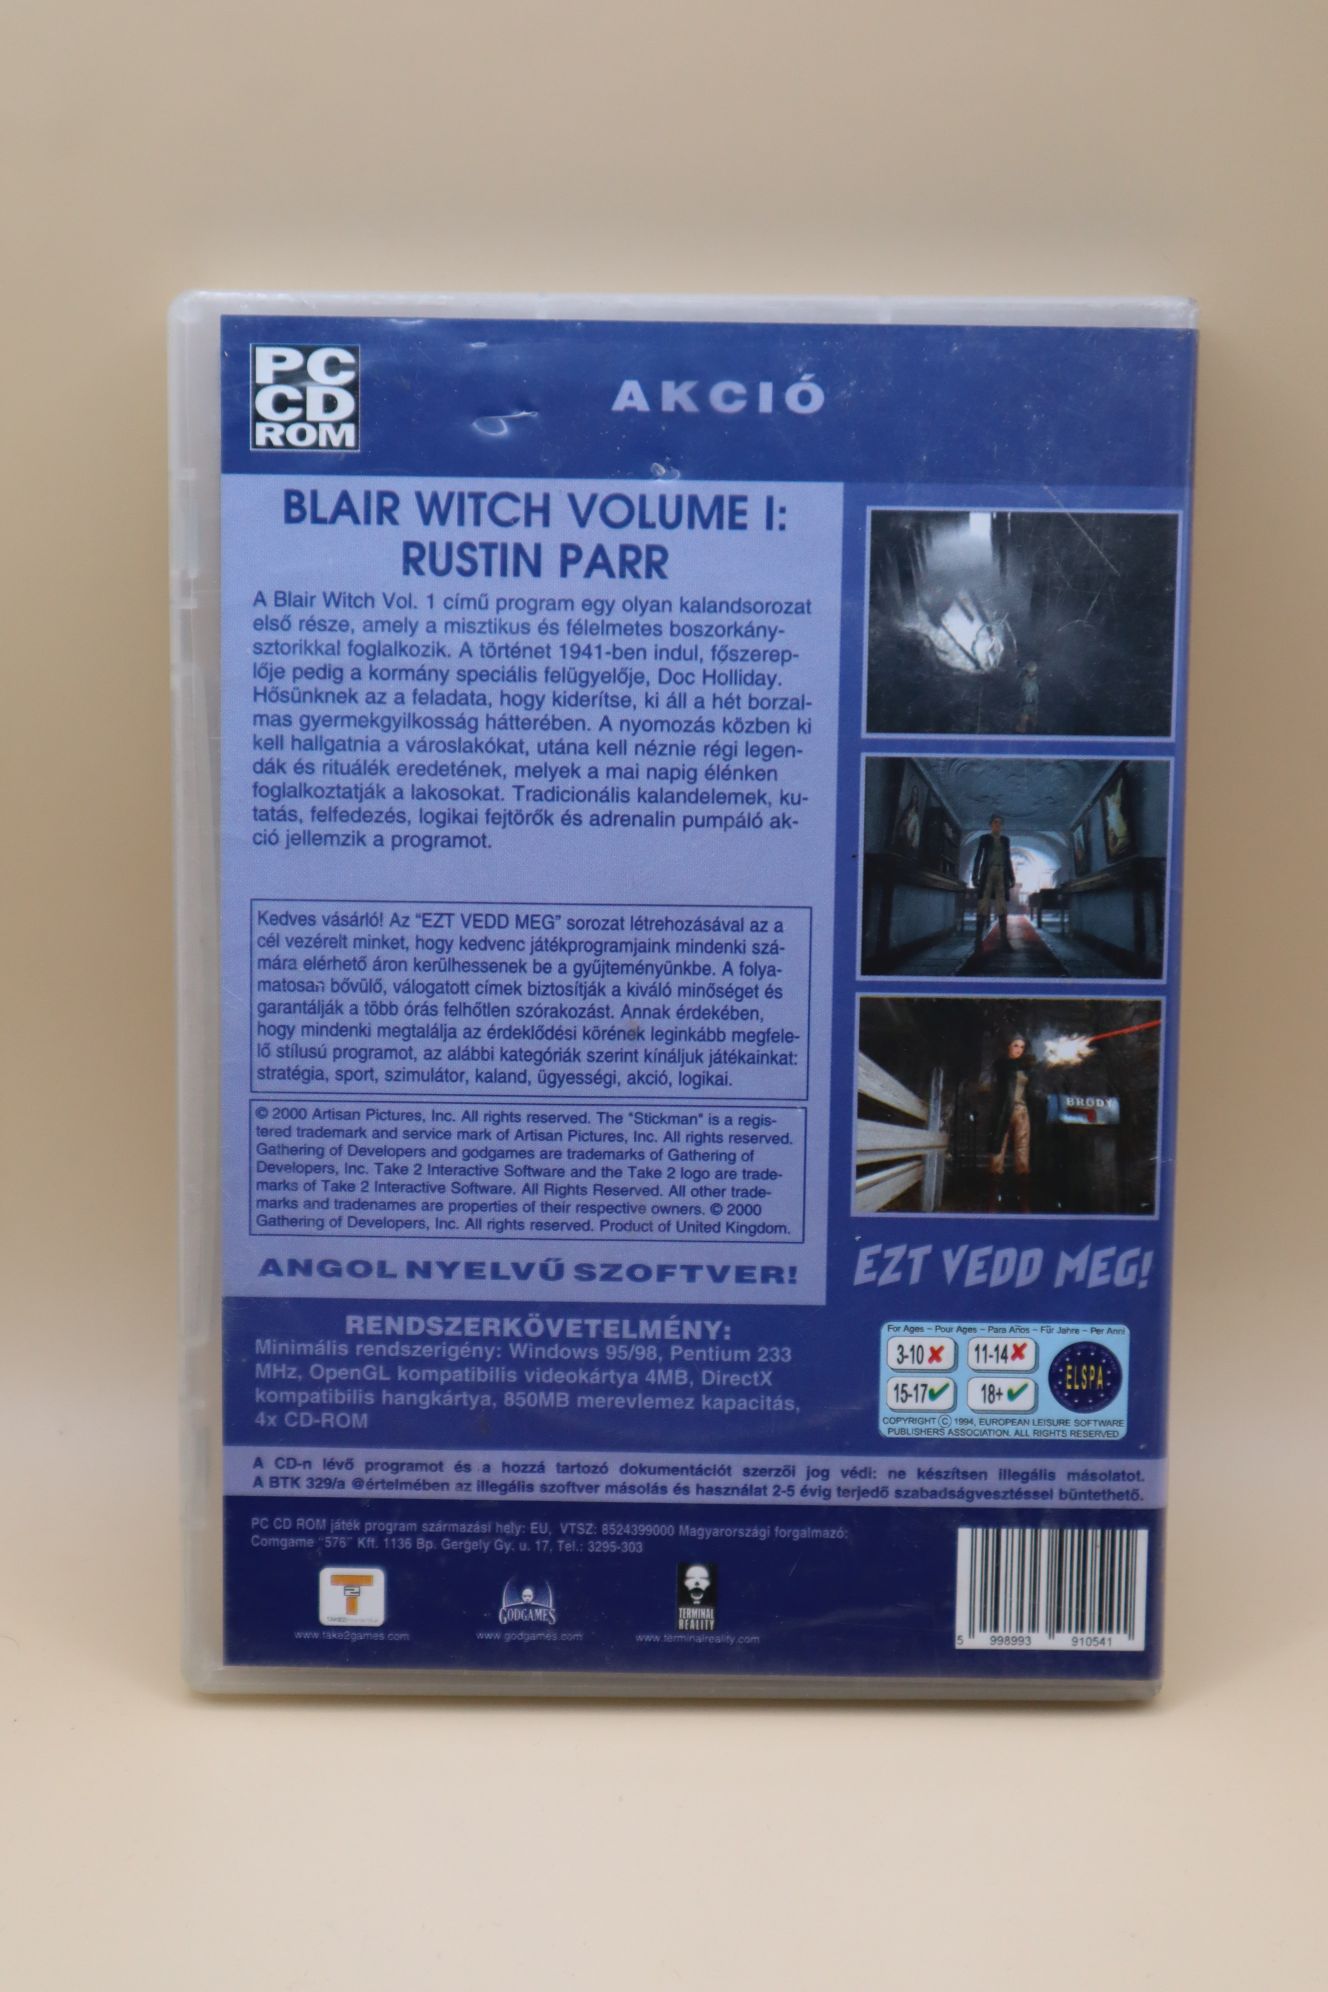 PC
CD
ROM
AKCIÓ
BLAIR WITCH VOLUME I:
RUSTIN PARR
A Blair Witch Vol. 1 című program egy olyan kalandsorozat
első része, amely a misztikus és félelmetes boszorkány-
sztorikkal foglalkozik. A történet 1941-ben indul, főszerep-
lője pedig a kormány speciális felügyelője, Doc Holliday.
Hősünknek az a feladata, hogy kiderítse, ki áll a hét borzal-
mas gyermekgyilkosság hátterében. A nyomozás közben ki
kell hallgatnia a városlakókat, utána kell néznie régi legen-
dák és rituálék eredetének, melyek a mai napig élénken
foglalkoztatják a lakosokat. Tradicionális kalandelemek, ku-
tatás, felfedezés, logikai fejtörők és adrenalin pumpáló ak-
ció jellemzik a programot.
Kedves vásárló! Az "EZT VEDD MEG" sorozat létrehozásával az a
cél vezérelt minket, hogy kedvenc játékprogramjaink mindenki szá-
mára elérhető áron kerülhessenek be a gyűjteményünkbe. A folya-
matosan bővülő, válogatott címek biztosítják a kiváló minőséget és
garantálják a több órás felhőtlen szórakozást. Annak érdekében,
hogy mindenki megtalálja az érdeklődési körének leginkább megfele-
lő stílusú programot, az alábbi kategóriák szerint kínáljuk játékainkat:
stratégia, sport, szimulátor, kaland, ügyességi, akció, logikai.
© 2000 Artisan Pictures, Inc. All rights reserved. The "Stickman" is a regis-
tered trademark and service mark of Artisan Pictures, Inc. All rights reserved.
Gathering of Developers and godgames are trademarks of Gathering of
Developers, Inc. Take 2 Interactive Software and the Take 2 logo are trade-
marks of Take 2 Interactive Software. All Rights Reserved. All other trade-
marks and tradenames are properties of their respective owners. © 2000
Gathering of Developers, Inc. All rights reserved. Product of United Kingdom.
ANGOL NYELVŰ SZOFTVER!
BRODY
EZT VEDD MEG!
RENDSZERKÖVETELMÉNY:
Minimális rendszerigény: Windows 95/98, Pentium 233
MHz, OpenGL kompatibilis videokártya 4MB, DirectX
kompatibilis hangkártya, 850MB merevlemez kapacitás,
4x CD-ROM
For Ages – Pour Ages – Para Años – Für Jahre – Per Anni
3-10 11-14
15-17 18+
ELSPA
COPYRIGHT © 1994, EUROPEAN LEISURE SOFTWARE
PUBLISHERS ASSOCIATION. ALL RIGHTS RESERVED
A CD-n lévő programot és a hozzá tartozó dokumentációt szerzői jog védi: ne készítsen illegális másolatot.
A BTK 329/a @értelmében az illegális szoftver másolás és használat 2-5 évig terjedő szabadságvesztéssel büntethető.
PC CD ROM játék program származási hely: EU, VTSZ: 8524399000 Magyarországi forgalmazó:
Comgame "576" Kft. 1136 Bp. Gergely Gy. u. 17, Tel.: 3295-303
T2
GODGAMES
TERMINAL
REALITY
www.take2games.com www.godgames.com www.terminalreality.com
5 998993 910541